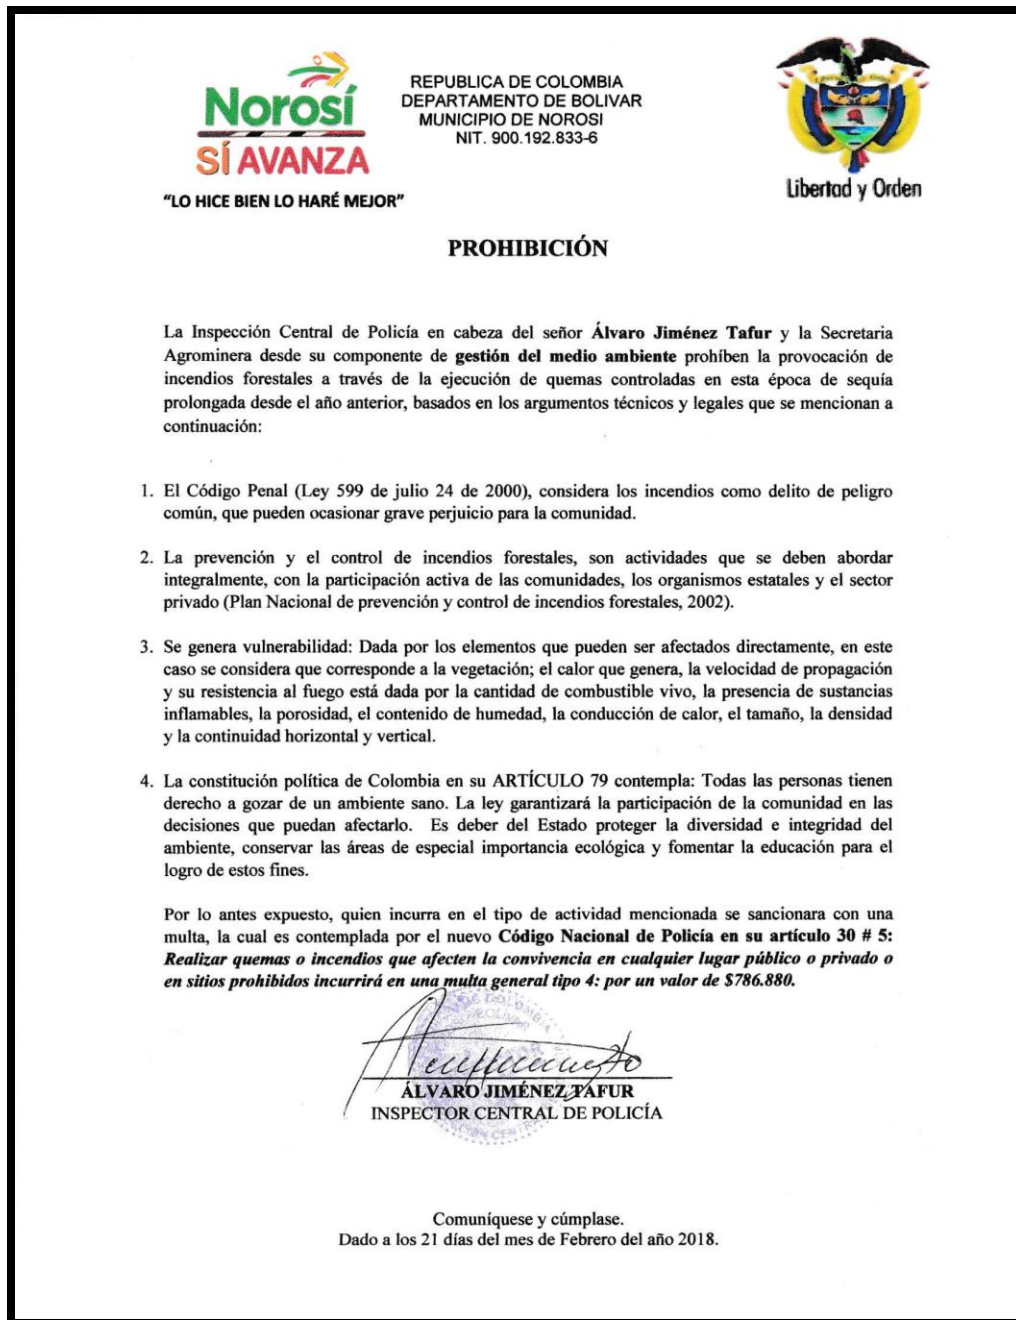 Norosí
SÍ AVANZA
"LO HICE BIEN LO HARÉ MEJOR"
REPUBLICA DE COLOMBIA
DEPARTAMENTO DE BOLIVAR
MUNICIPIO DE NOROSI
NIT. 900.192.833-6
Libertad y Orden
PROHIBICIÓN
La Inspección Central de Policía en cabeza del señor Álvaro Jiménez Tafur y la Secretaria
Agrominera desde su componente de gestión del medio ambiente prohíben la provocación de
incendios forestales a través de la ejecución de quemas controladas en esta época de sequía
prolongada desde el año anterior, basados en los argumentos técnicos y legales que se mencionan a
continuación:
1. El Código Penal (Ley 599 de julio 24 de 2000), considera los incendios como delito de peligro
común, que pueden ocasionar grave perjuicio para la comunidad.
2. La prevención y el control de incendios forestales, son actividades que se deben abordar
integralmente, con la participación activa de las comunidades, los organismos estatales y el sector
privado (Plan Nacional de prevención y control de incendios forestales, 2002).
3. Se genera vulnerabilidad: Dada por los elementos que pueden ser afectados directamente, en este
caso se considera que corresponde a la vegetación; el calor que genera, la velocidad de propagación
y su resistencia al fuego está dada por la cantidad de combustible vivo, la presencia de sustancias
inflamables, la porosidad, el contenido de humedad, la conducción de calor, el tamaño, la densidad
y la continuidad horizontal y vertical.
4. La constitución política de Colombia en su ARTÍCULO 79 contempla: Todas las personas tienen
derecho a gozar de un ambiente sano. La ley garantizará la participación de la comunidad en las
decisiones que puedan afectarlo. Es deber del Estado proteger la diversidad e integridad del
ambiente, conservar las áreas de especial importancia ecológica y fomentar la educación para el
logro de estos fines.
Por lo antes expuesto, quien incurra en el tipo de actividad mencionada se sancionara con una
multa, la cual es contemplada por el nuevo Código Nacional de Policía en su artículo 30 # 5:
Realizar quemas o incendios que afecten la convivencia en cualquier lugar público o privado o
en sitios prohibidos incurrirá en una multa general tipo 4: por un valor de $786.880.
ÁLVARO JIMÉNEZ TAFUR
INSPECTOR CENTRAL DE POLICÍA
Comuníquese y cúmplase.
Dado a los 21 días del mes de Febrero del año 2018.